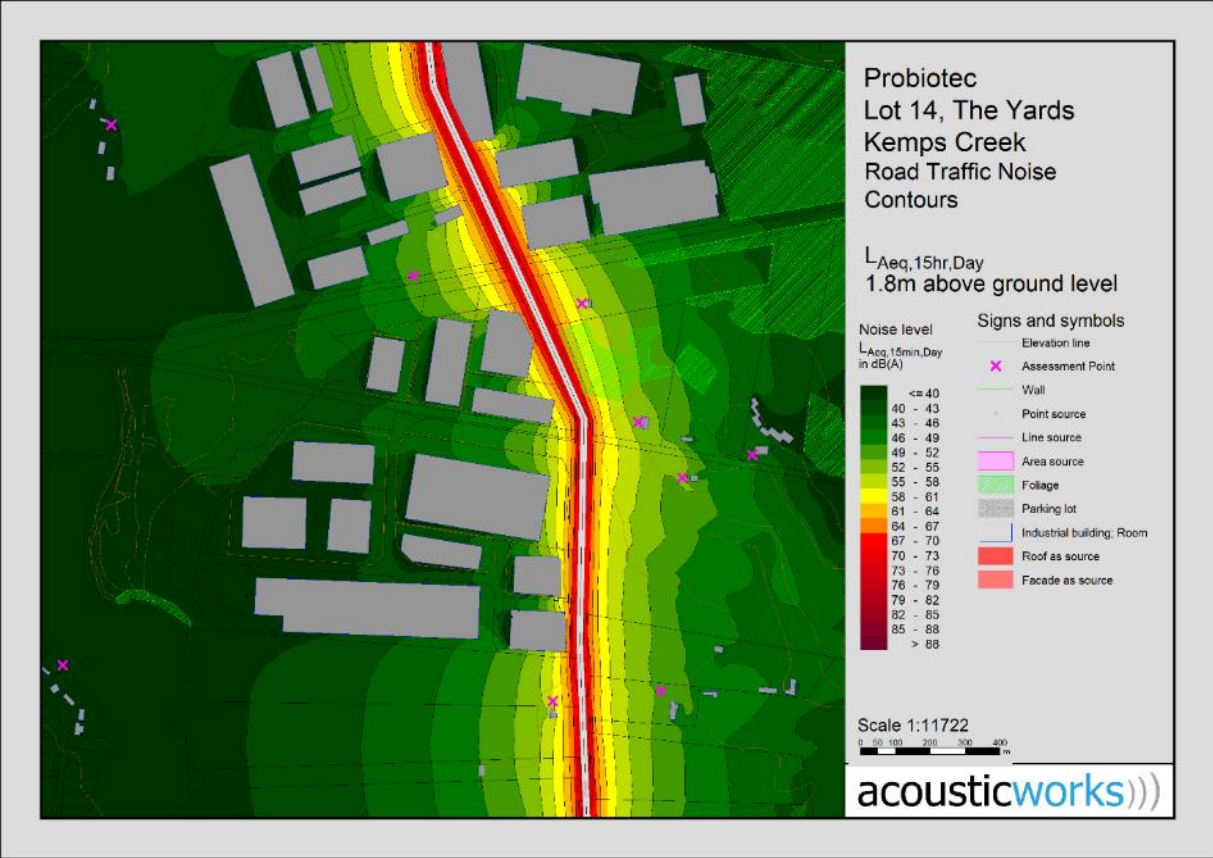 Probiotec
Lot 14, The Yards
Kemps Creek
Road Traffic Noise
Contours
LAeq,15hr,Day
1.8m above ground level
Noise level
LAeq,15min,Day
in dB(A)
<= 40
40 - 43
43 - 46
46 - 49
49 - 52
52 - 55
55 - 58
58 - 61
61 - 64
64 - 67
67 - 70
70 - 73
73 - 76
76 - 79
79 - 82
82 - 85
85 - 88
> 88
Signs and symbols
Elevation line
Assessment Point
Wall
Point source
Line source
Area source
Foliage
Parking lot
Industrial building; Room
Roof as source
Facade as source
Scale 1:11722
0 50 100 200 300 400
m
acousticworks)))